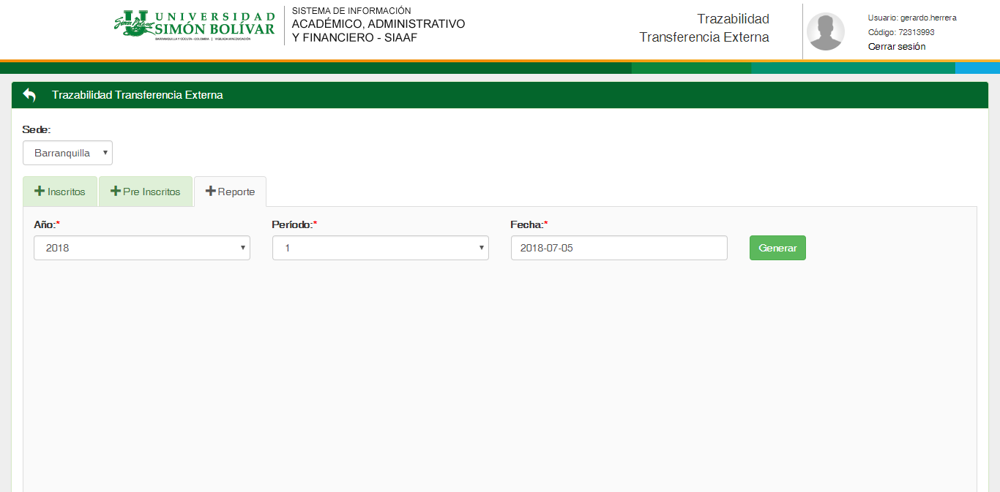 UNIVERSIDAD
SIMÓN BOLÍVAR
BARRANQUILLA Y CÚCUTA - COLOMBIA | VIGILADA MINEDUCACIÓN
SISTEMA DE INFORMACIÓN
ACADÉMICO, ADMINISTRATIVO
Y FINANCIERO - SIAAF
Trazabilidad
Transferencia Externa
Usuario: gerardo.herrera
Código: 72313993
Cerrar sesión
Trazabilidad Transferencia Externa
Sede:
Barranquilla
Inscritos
Pre Inscritos
Reporte
Año:*
Período:*
Fecha:*
2018
1
2018-07-05
Generar